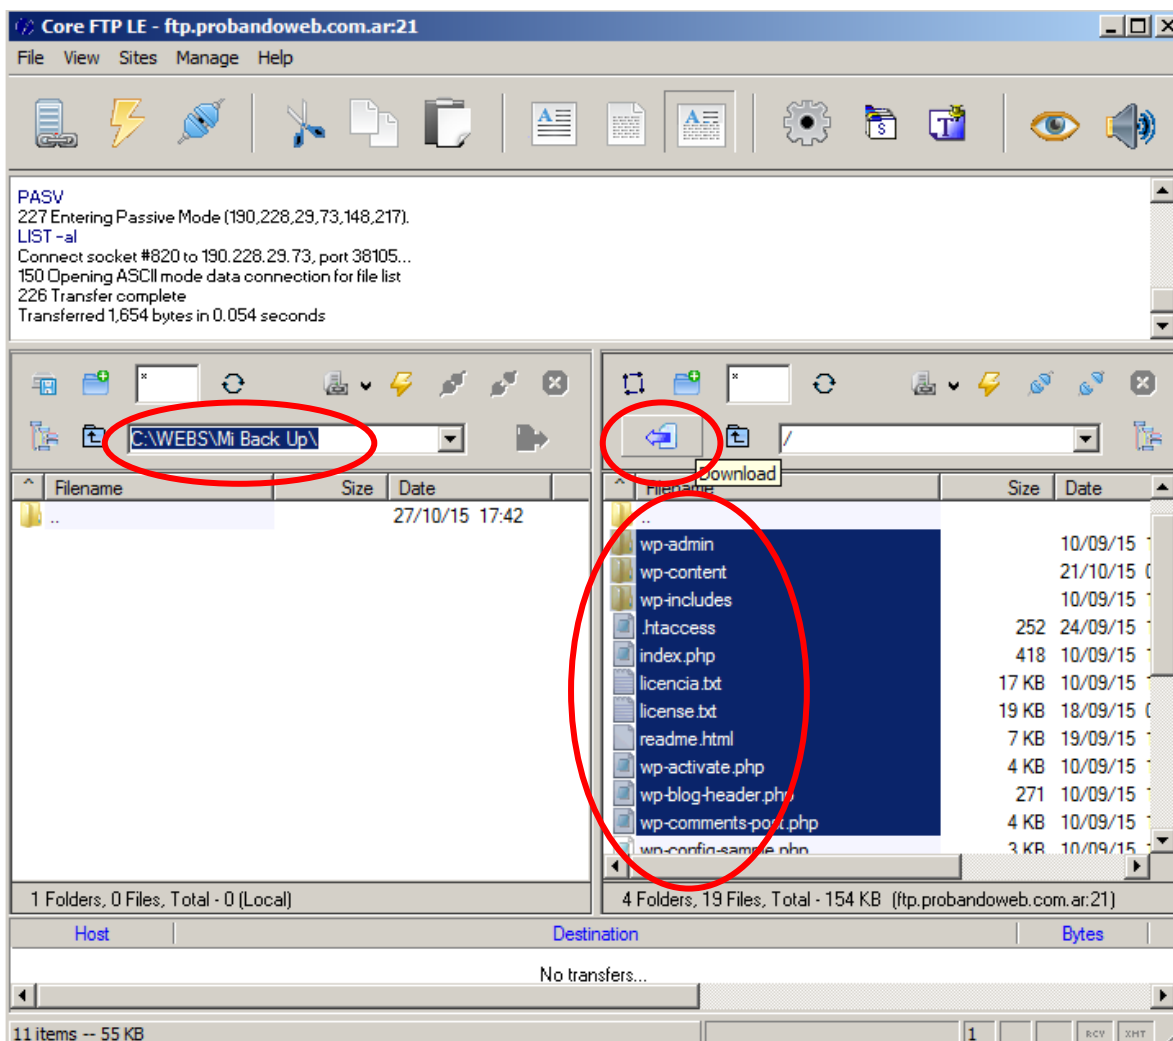 Core FTP LE - ftp.probandoweb.com.ar:21
File View Sites Manage Help
PASV
227 Entering Passive Mode (190,228,29,73,148,217).
LIST -al
Connect socket #820 to 190.228.29.73, port 38105...
150 Opening ASCII mode data connection for file list
226 Transfer complete
Transferred 1,654 bytes in 0.054 seconds
*
C:\WEBS\Mi Back Up\
^ Filename Size Date
.. 27/10/15 17:42
1 Folders, 0 Files, Total - 0 (Local)
*
/
Download
^ Filename Size Date
..
wp-admin 10/09/15
wp-content 21/10/15
wp-includes 10/09/15
.htaccess 252 24/09/15
index.php 418 10/09/15
licencia.txt 17 KB 10/09/15
license.txt 19 KB 18/09/15
readme.html 7 KB 19/09/15
wp-activate.php 4 KB 10/09/15
wp-blog-header.php 271 10/09/15
wp-comments-post.php 4 KB 10/09/15
wp-config-sample.php 3 KB 10/09/15
4 Folders, 19 Files, Total - 154 KB (ftp.probandoweb.com.ar:21)
Host Destination Bytes
No transfers...
11 items -- 55 KB 1 RCV XMT